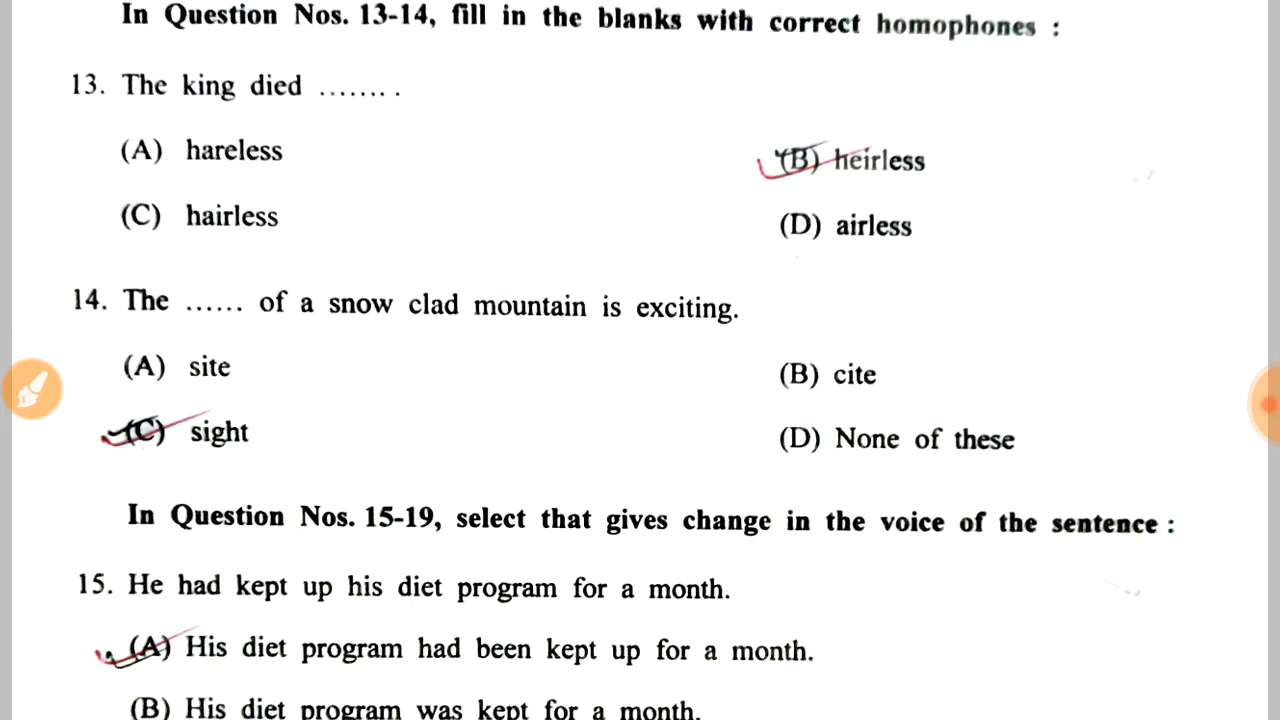 In Question Nos. 13-14, fill in the blanks with correct homophones :
13. The king died ........ .
(A) hareless
(B) heirless
(C) hairless
(D) airless
14. The ...... of a snow clad mountain is exciting.
(A) site
(B) cite
(C) sight
(D) None of these
In Question Nos. 15-19, select that gives change in the voice of the sentence :
15. He had kept up his diet program for a month.
(A) His diet program had been kept up for a month.
(B) His diet program was kept for a month.